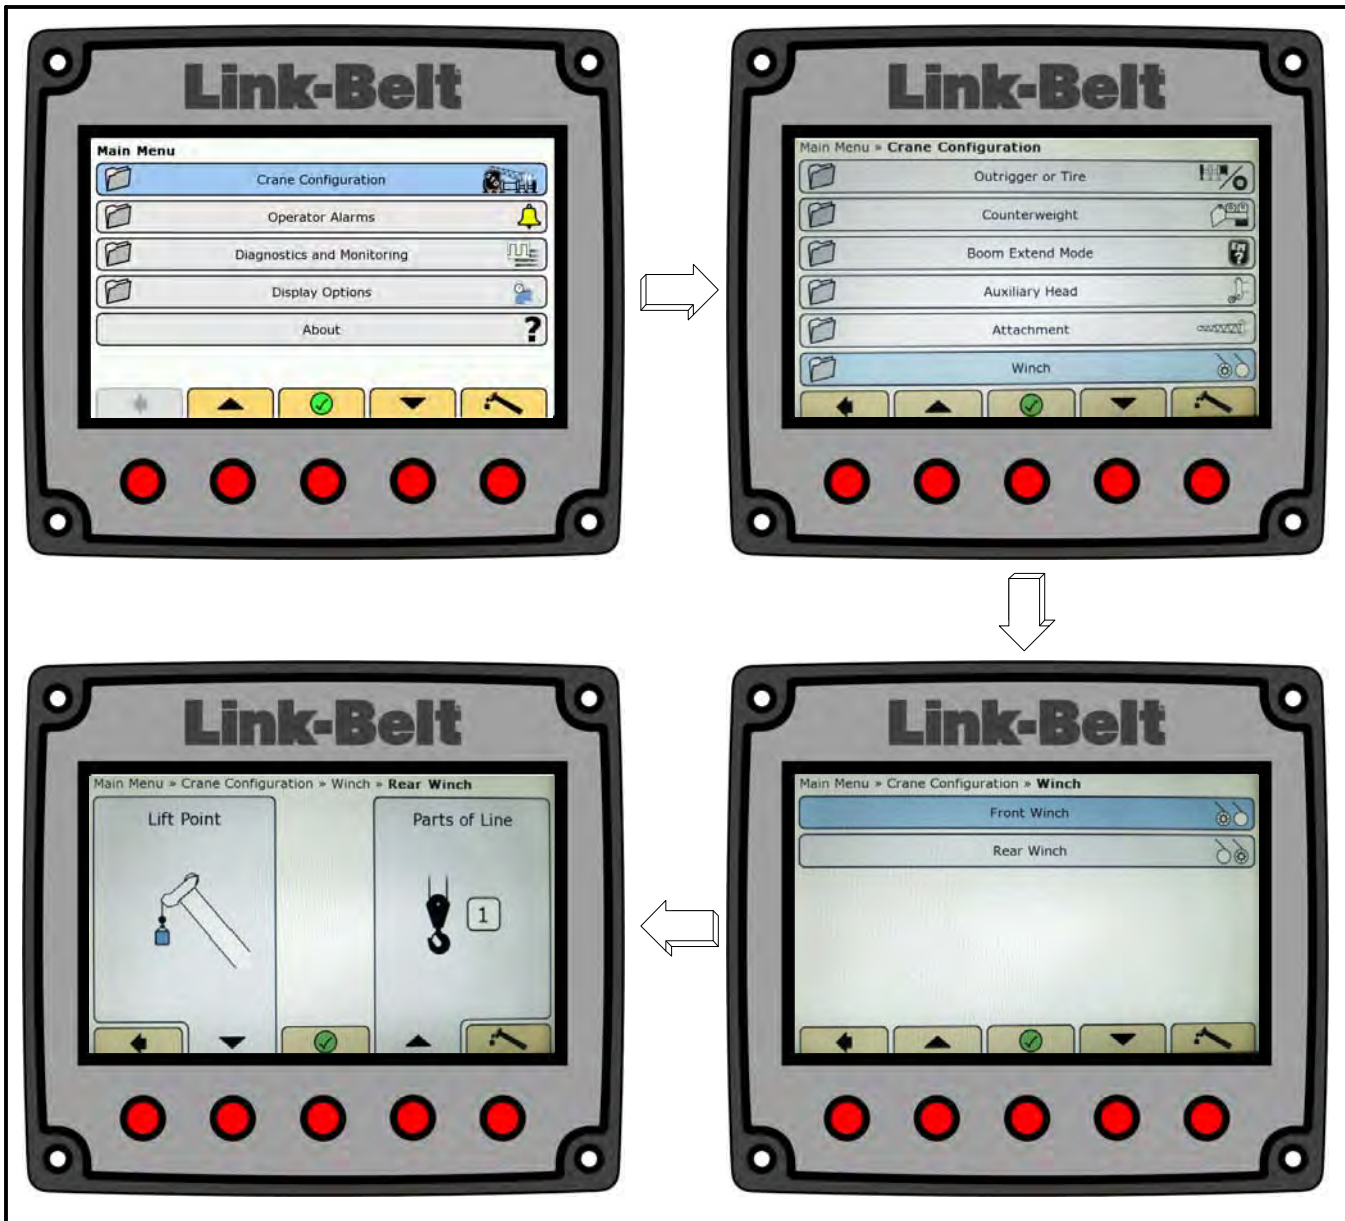 Link-Belt
Main Menu
Crane Configuration
Operator Alarms
Diagnostics and Monitoring
Display Options
About
?
Link-Belt
Main Menu » Crane Configuration
Outrigger or Tire
Counterweight
Boom Extend Mode
?
Auxiliary Head
Attachment
Winch
Link-Belt
Main Menu » Crane Configuration » Winch » Rear Winch
Lift Point
Parts of Line
1
Link-Belt
Main Menu » Crane Configuration » Winch
Front Winch
Rear Winch